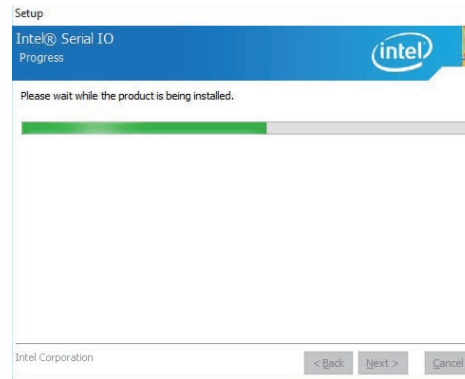 Setup
Intel® Serial IO
Progress
intel
Please wait while the product is being installed.
Intel Corporation
< Back Next > Cancel